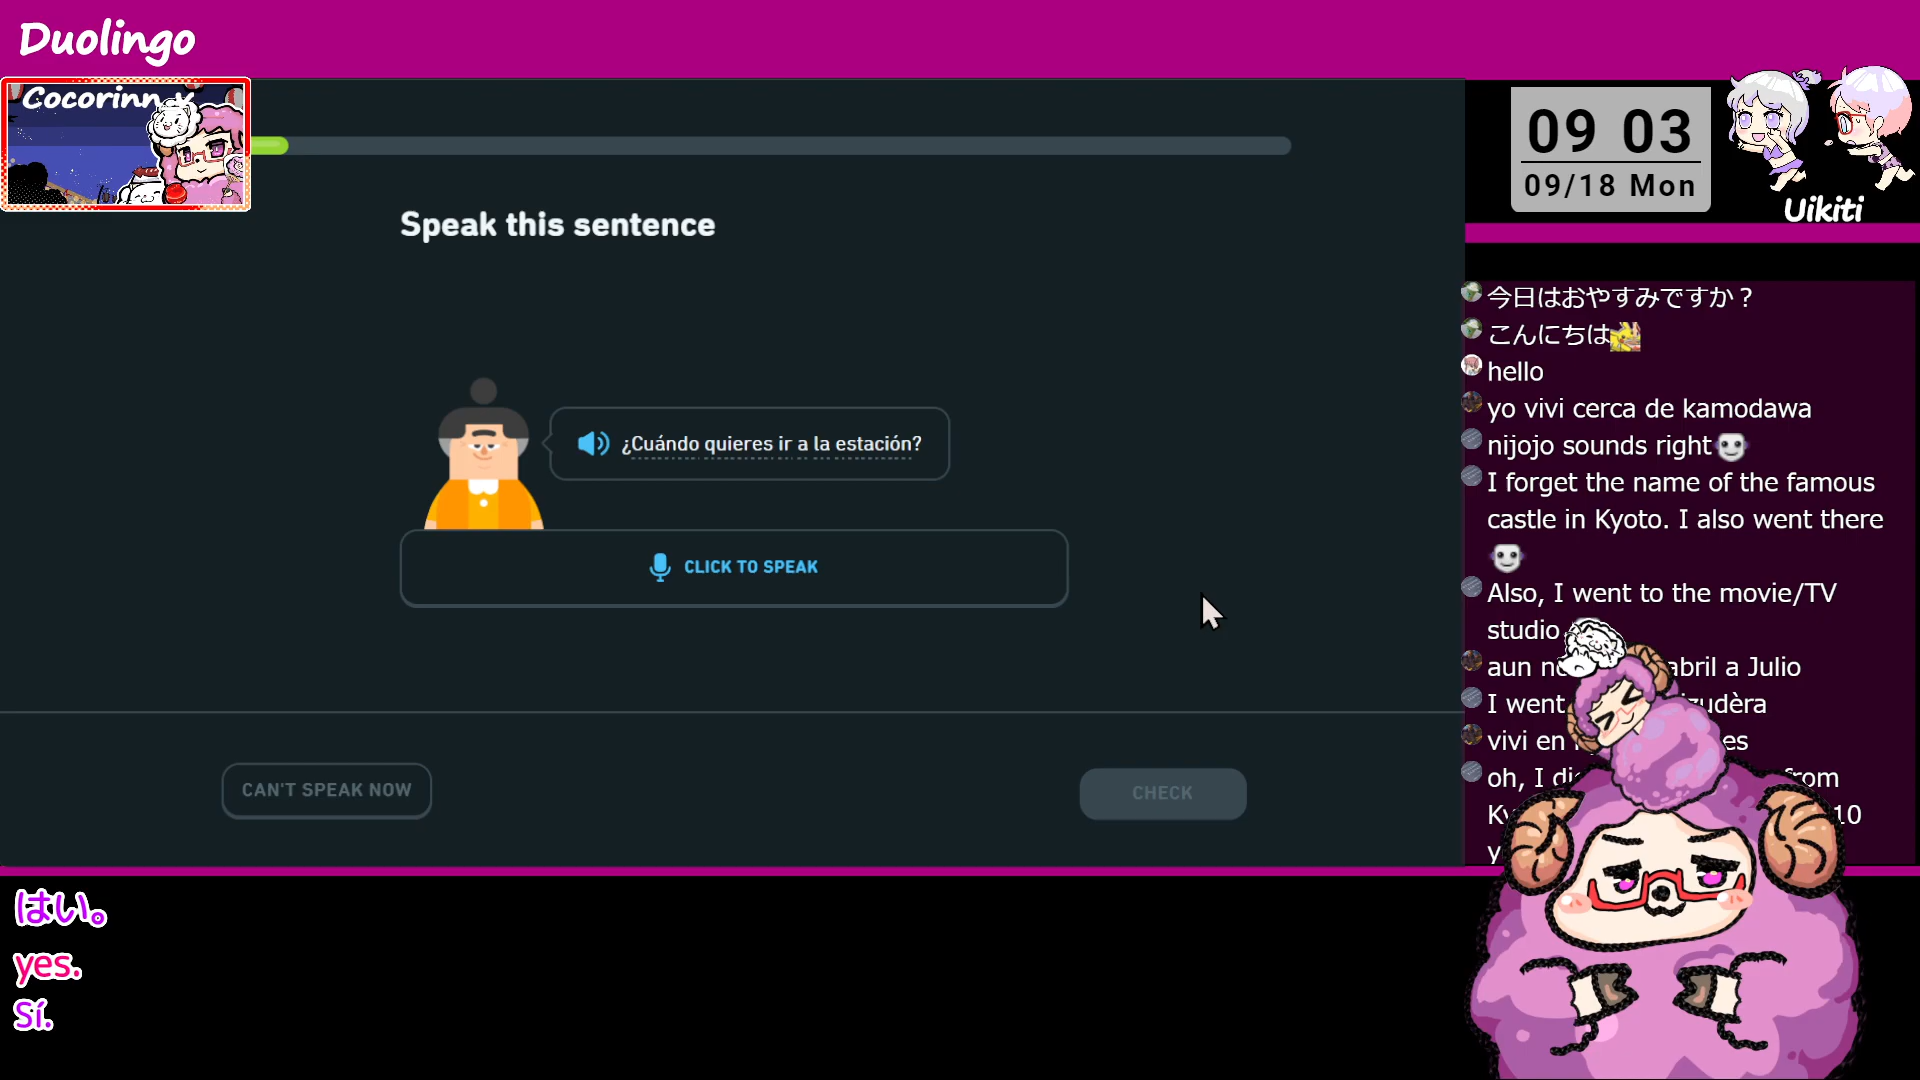 Duolingo
Cocorinn_y
09 03
09/18 Mon
Uikiti
Speak this sentence
¿Cuándo quieres ir a la estación?
CLICK TO SPEAK
CAN'T SPEAK NOW
CHECK
今日はおやすみですか？
こんにちは
hello
yo vivi cerca de kamodawa
nijojo sounds right
I forget the name of the famous
castle in Kyoto. I also went there
Also, I went to the movie/TV
studio
aun abril a Julio
I went
vivi en
oh, I from
10
はい。
yes.
Sí.